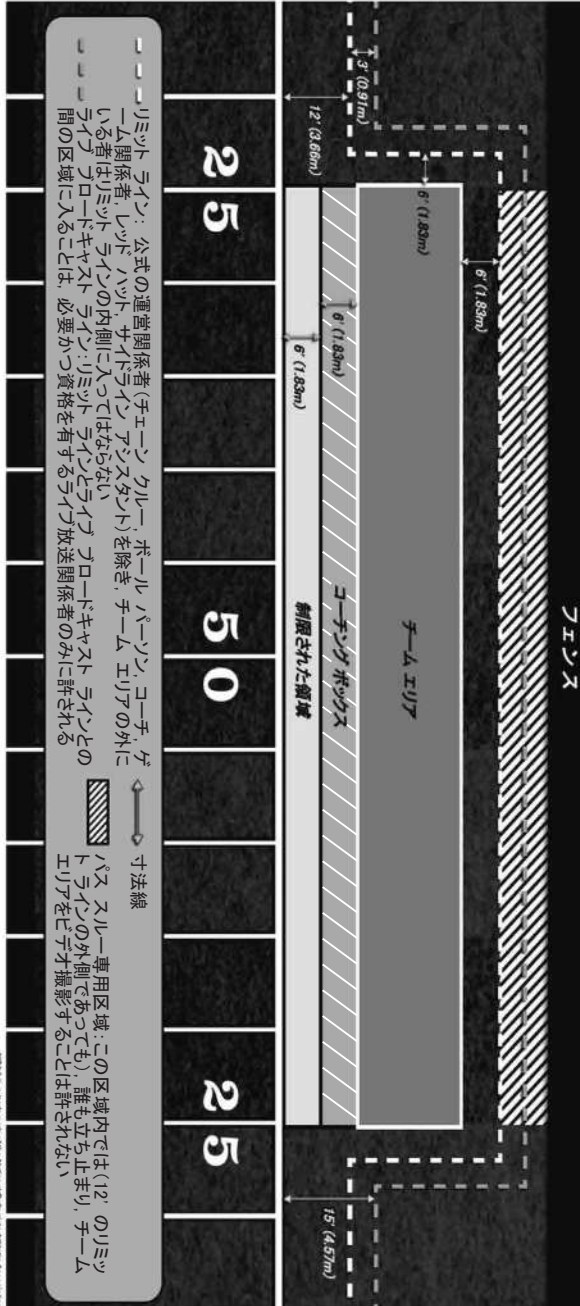 フェンス
3' (0.91m)
12' (3.66m)
6' (1.83m)
6' (1.83m)
6' (1.83m)
6' (1.83m)
15' (4.57m)
チーム エリア
コーチング ボックス
制限された領域
2 5
5 0
2 5
リミット ライン： 公式の運営関係者（チェーン クルー, ボール パーソン, コーチ, ゲ
ーム関係者, レッド ハット, サイドライン アシスタント）を除き, チーム エリアの外に
いる者はリミット ラインの内側に入ってはならない
ライブ ブロードキャスト ライン：リミット ラインとライブ ブロードキャスト ラインとの
間の区域に入ることは, 必要かつ資格を有するライブ放送関係者のみに許される
寸法線
パス スルー専用区域：この区域内では（12' のリミッ
ト ラインの外側であっても）, 誰も立ち止まり, チーム
エリアをビデオ撮影することは許されない